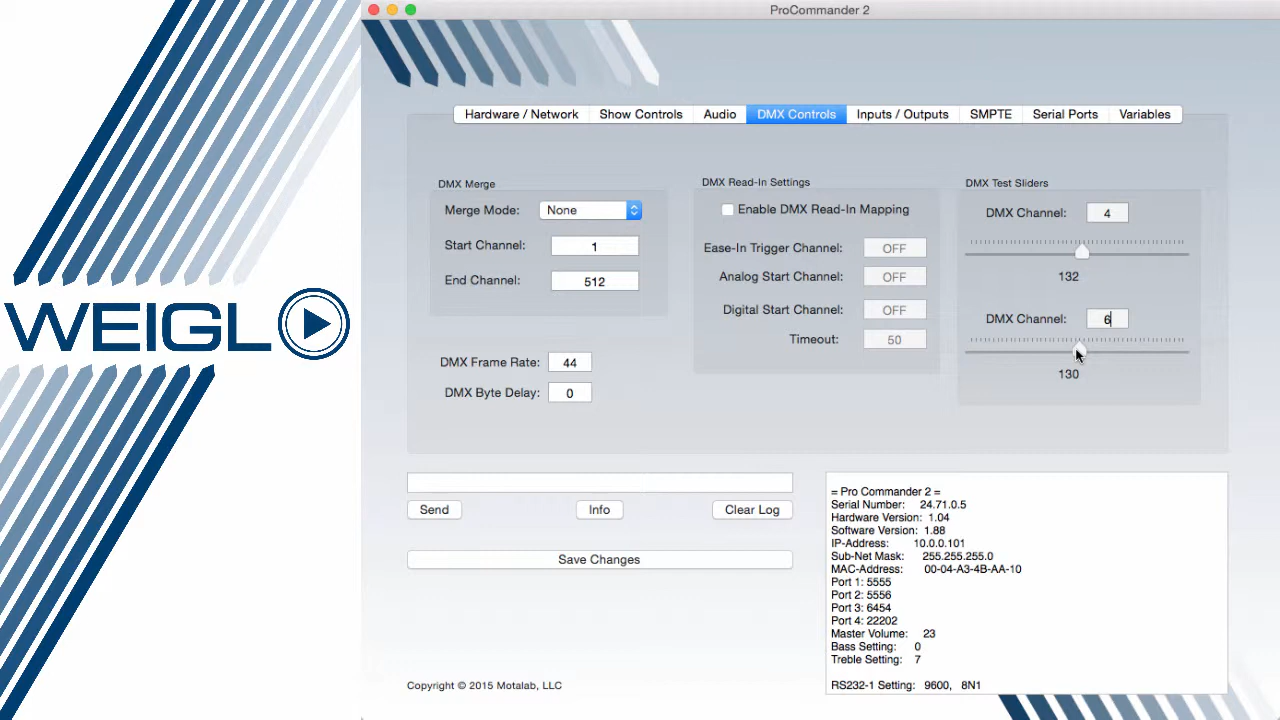 WEIGL
ProCommander 2
Hardware / Network Show Controls Audio DMX Controls Inputs / Outputs SMPTE Serial Ports Variables
DMX Merge
Merge Mode: None
Start Channel: 1
End Channel: 512
DMX Frame Rate: 44
DMX Byte Delay: 0
DMX Read-In Settings
Enable DMX Read-In Mapping
Ease-In Trigger Channel: OFF
Analog Start Channel: OFF
Digital Start Channel: OFF
Timeout: 50
DMX Test Sliders
DMX Channel: 4
132
DMX Channel: 6
130
Send Info Clear Log
Save Changes
= Pro Commander 2 =
Serial Number: 24.71.0.5
Hardware Version: 1.04
Software Version: 1.88
IP-Address: 10.0.0.101
Sub-Net Mask: 255.255.255.0
MAC-Address: 00-04-A3-4B-AA-10
Port 1: 5555
Port 2: 5556
Port 3: 6454
Port 4: 22202
Master Volume: 23
Bass Setting: 0
Treble Setting: 7
RS232-1 Setting: 9600, 8N1
Copyright © 2015 Motalab, LLC